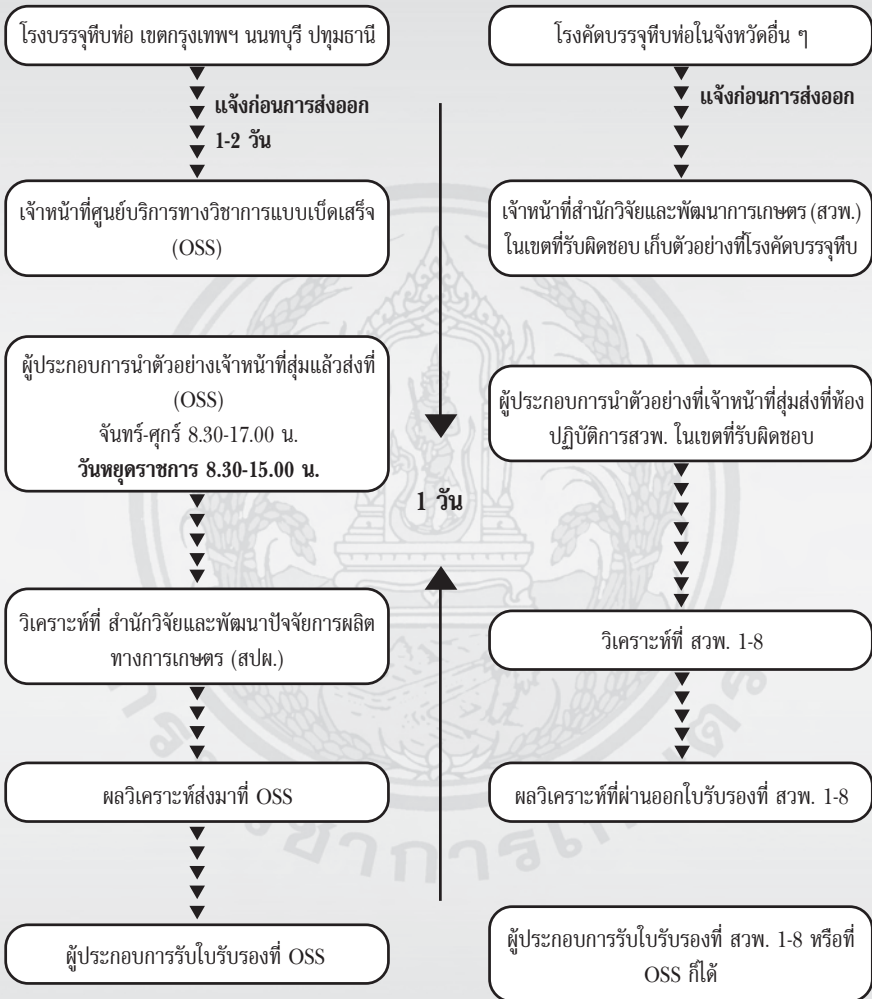 โรงบรรจุหีบห่อ เขตกรุงเทพฯ นนทบุรี ปทุมธานี
แจ้งก่อนการส่งออก
1-2 วัน
เจ้าหน้าที่ศูนย์บริการทางวิชาการแบบเบ็ดเสร็จ
(OSS)
ผู้ประกอบการนำตัวอย่างเจ้าหน้าที่สุ่มแล้วส่งที่
(OSS)
จันทร์-ศุกร์ 8.30-17.00 น.
วันหยุดราชการ 8.30-15.00 น.
วิเคราะห์ที่ สำนักวิจัยและพัฒนาปัจจัยการผลิต
ทางการเกษตร (สปผ.)
ผลวิเคราะห์ส่งมาที่ OSS
ผู้ประกอบการรับใบรับรองที่ OSS
1 วัน
โรงคัดบรรจุหีบห่อในจังหวัดอื่น ๆ
แจ้งก่อนการส่งออก
เจ้าหน้าที่สำนักวิจัยและพัฒนาการเกษตร (สวพ.)
ในเขตที่รับผิดชอบ เก็บตัวอย่างที่โรงคัดบรรจุหีบ
ผู้ประกอบการนำตัวอย่างที่เจ้าหน้าที่สุ่มส่งที่ห้อง
ปฏิบัติการสวพ. ในเขตที่รับผิดชอบ
วิเคราะห์ที่ สวพ. 1-8
ผลวิเคราะห์ที่ผ่านออกใบรับรองที่ สวพ. 1-8
ผู้ประกอบการรับใบรับรองที่ สวพ. 1-8 หรือที่
OSS ก็ได้